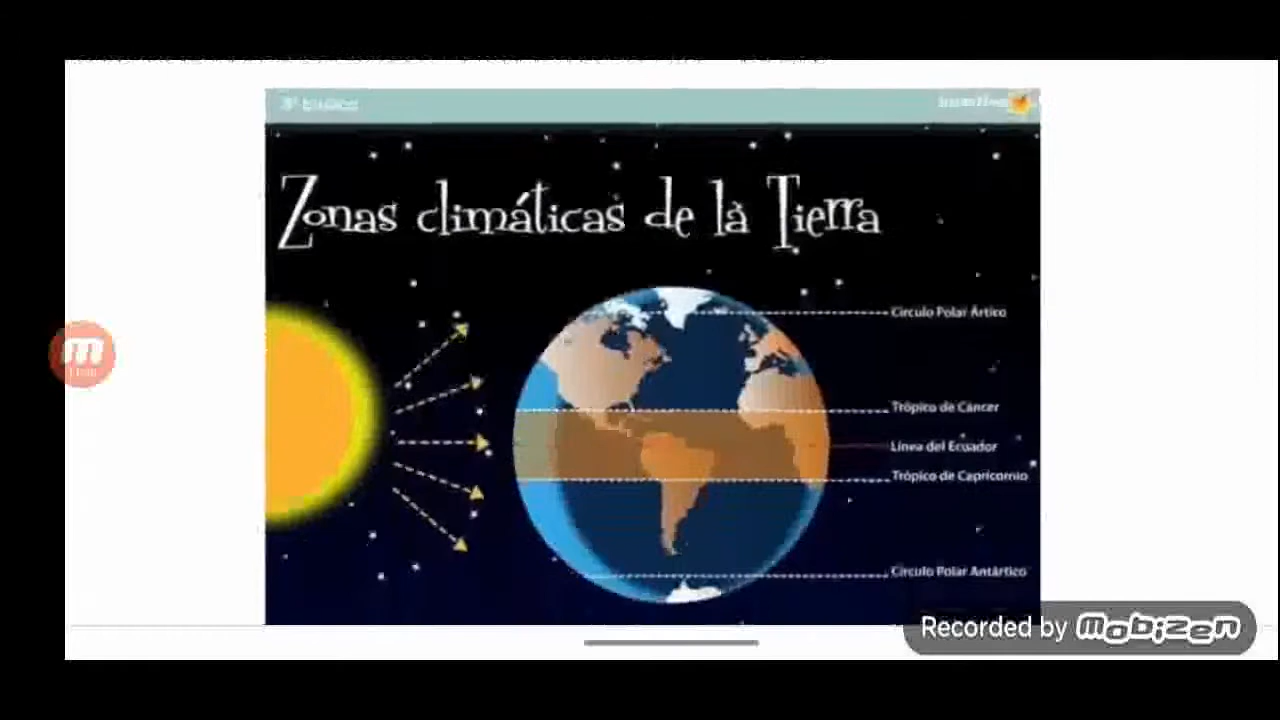 Zonas climáticas de la Tierra
Círculo Polar Ártico
Trópico de Cáncer
Línea del Ecuador
Trópico de Capricornio
Círculo Polar Antártico
Recorded by Mobizen